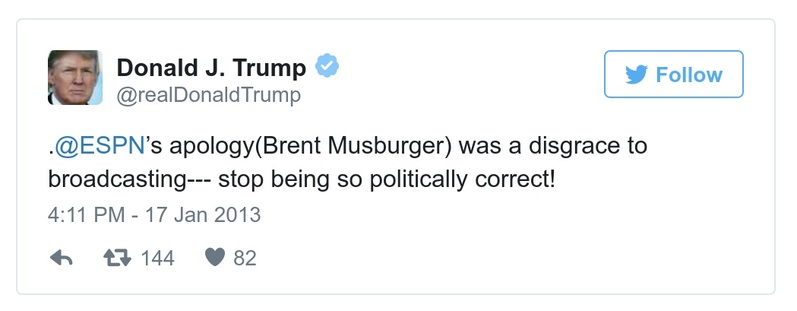 Donald J. Trump
@realDonaldTrump
Follow
.@ESPN’s apology(Brent Musburger) was a disgrace to
broadcasting--- stop being so politically correct!
4:11 PM - 17 Jan 2013
144 82